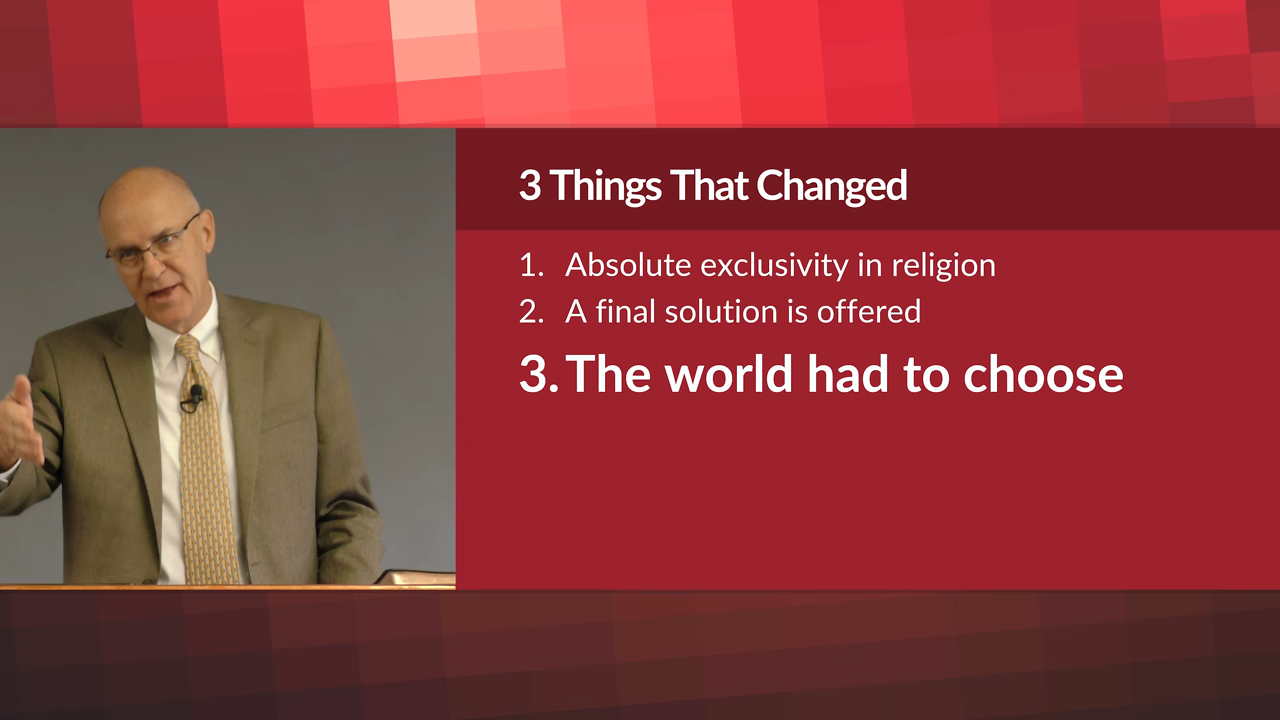 3 Things That Changed
1. Absolute exclusivity in religion
2. A final solution is offered
3. The world had to choose